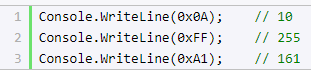 1 Console.WriteLine(0x0A);    // 10
2 Console.WriteLine(0xFF);    // 255
3 Console.WriteLine(0xA1);    // 161